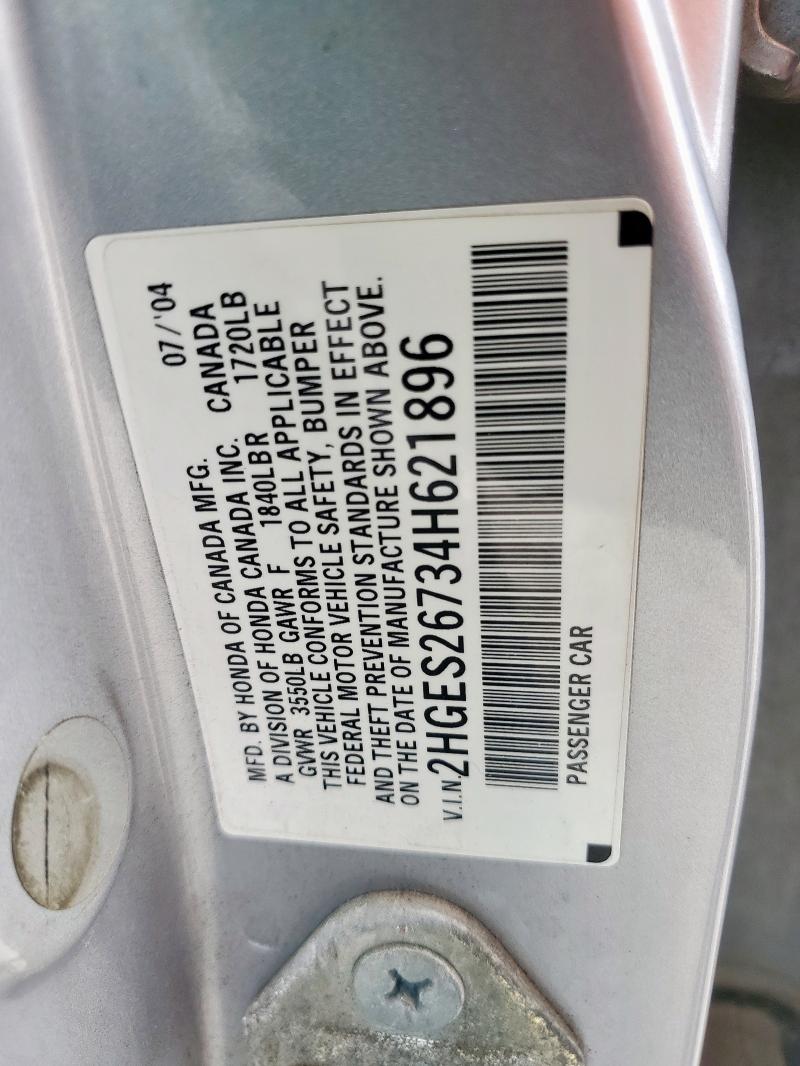 07/'04
MFD. BY HONDA OF CANADA MFG. CANADA
A DIVISION OF HONDA CANADA INC.
GVWR 3550LB GAWR F 1840LBR 1720LB
THIS VEHICLE CONFORMS TO ALL APPLICABLE
FEDERAL MOTOR VEHICLE SAFETY, BUMPER
AND THEFT PREVENTION STANDARDS IN EFFECT
ON THE DATE OF MANUFACTURE SHOWN ABOVE.
V.I.N.2HGES26734H621896
PASSENGER CAR